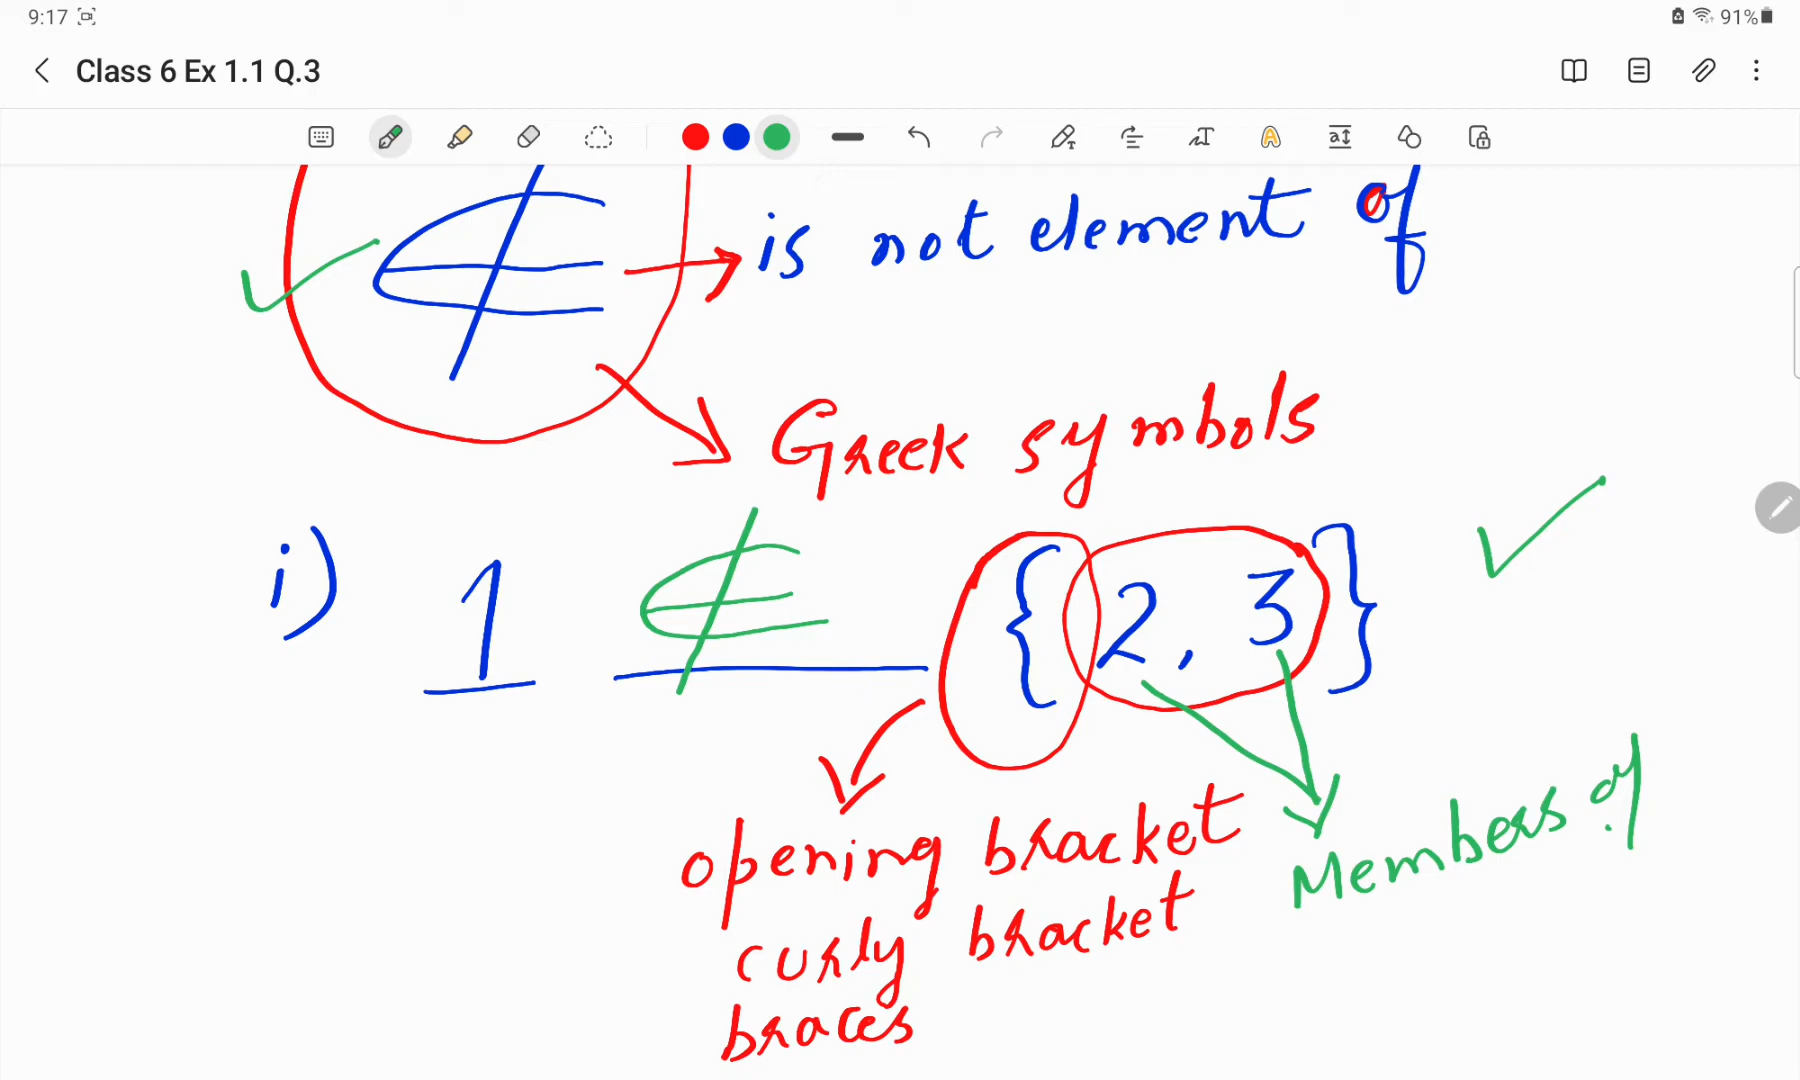 9:17
91%
Class 6 Ex 1.1 Q.3
∉ → is not element of
Greek symbols
i) 1 ∉ {2, 3}
opening bracket
curly bracket
braces
Members of